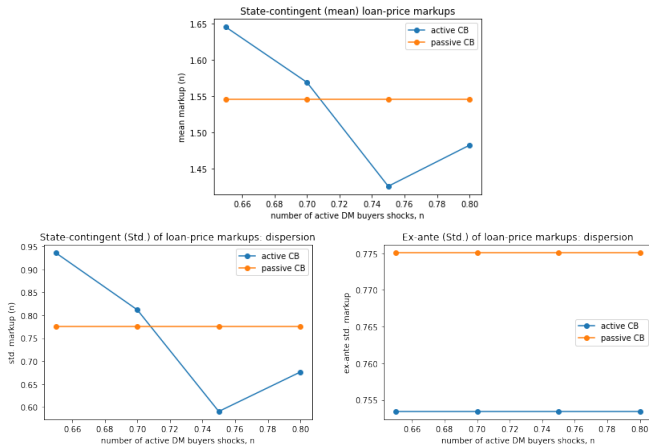 State-contingent (mean) loan-price markups
active CB
passive CB
mean markup (n)
1.65
1.60
1.55
1.50
1.45
0.66 0.68 0.70 0.72 0.74 0.76 0.78 0.80
number of active DM buyers shocks, n
State-contingent (Std.) of loan-price markups: dispersion
active CB
passive CB
std. markup (n)
0.95
0.90
0.85
0.80
0.75
0.70
0.65
0.60
0.66 0.68 0.70 0.72 0.74 0.76 0.78 0.80
number of active DM buyers shocks, n
Ex-ante (Std.) of loan-price markups: dispersion
active CB
passive CB
ex-ante std. markup
0.775
0.770
0.765
0.760
0.755
0.66 0.68 0.70 0.72 0.74 0.76 0.78 0.80
number of active DM buyers shocks, n